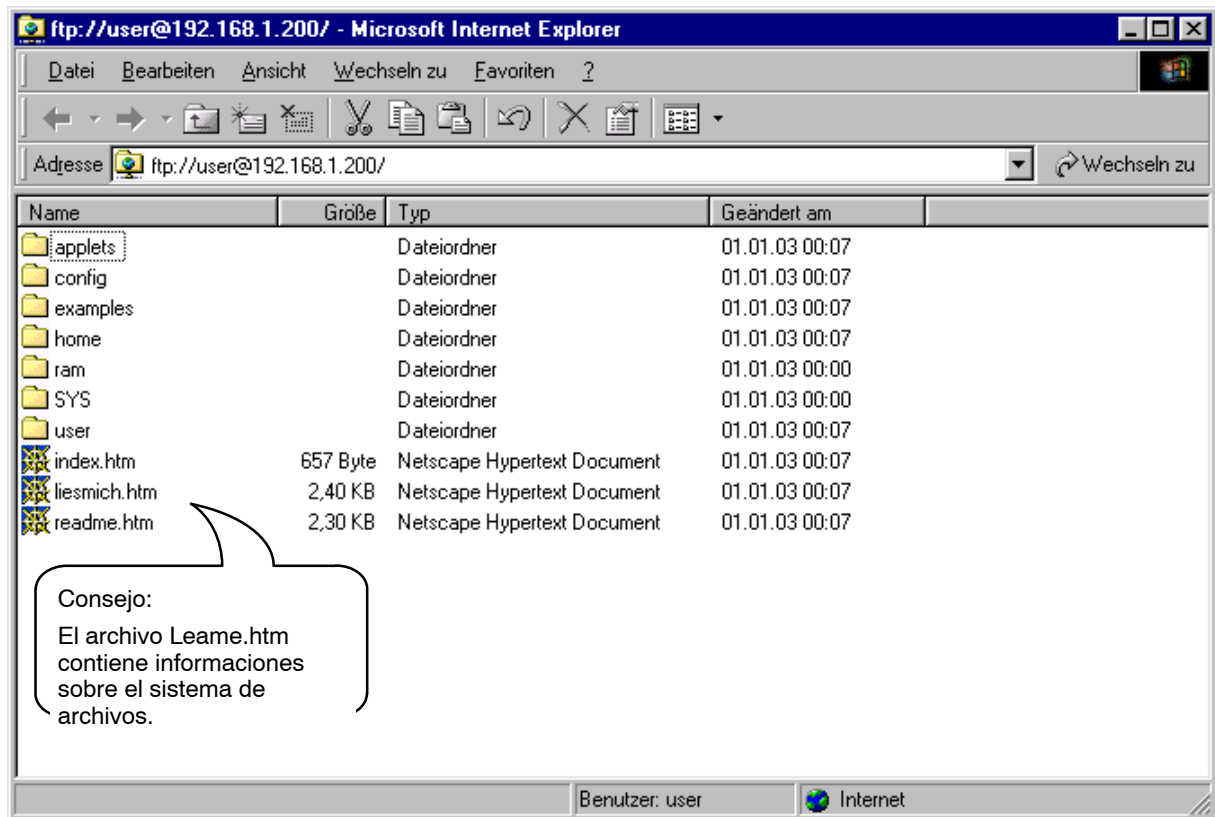 ftp://user@192.168.1.200/ - Microsoft Internet Explorer
Datei Bearbeiten Ansicht Wechseln zu Favoriten ?
Adresse ftp://user@192.168.1.200/ Wechseln zu
Name Größe Typ Geändert am
applets Dateiordner 01.01.03 00:07
config Dateiordner 01.01.03 00:07
examples Dateiordner 01.01.03 00:07
home Dateiordner 01.01.03 00:07
ram Dateiordner 01.01.03 00:00
SYS Dateiordner 01.01.03 00:00
user Dateiordner 01.01.03 00:07
index.htm 657 Byte Netscape Hypertext Document 01.01.03 00:07
liesmich.htm 2,40 KB Netscape Hypertext Document 01.01.03 00:07
readme.htm 2,30 KB Netscape Hypertext Document 01.01.03 00:07
Consejo:
El archivo Leame.htm
contiene informaciones
sobre el sistema de
archivos.
Benutzer: user Internet